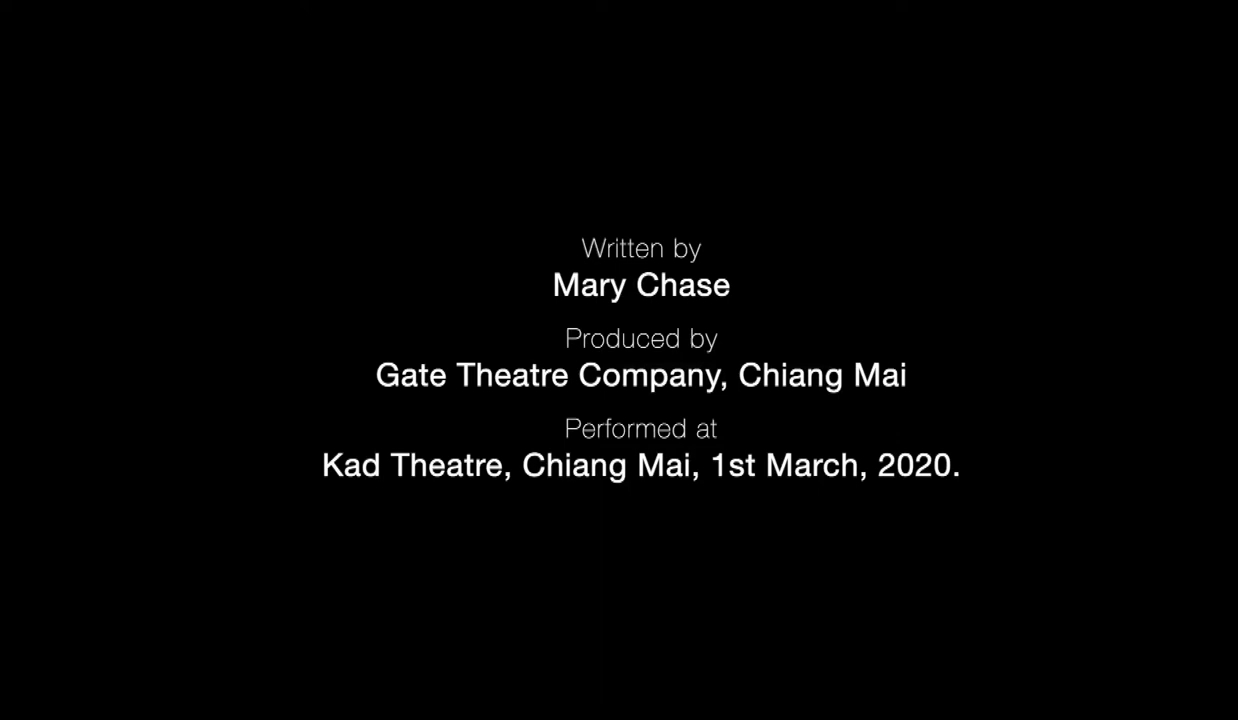 Written by
Mary Chase
Produced by
Gate Theatre Company, Chiang Mai
Performed at
Kad Theatre, Chiang Mai, 1st March, 2020.